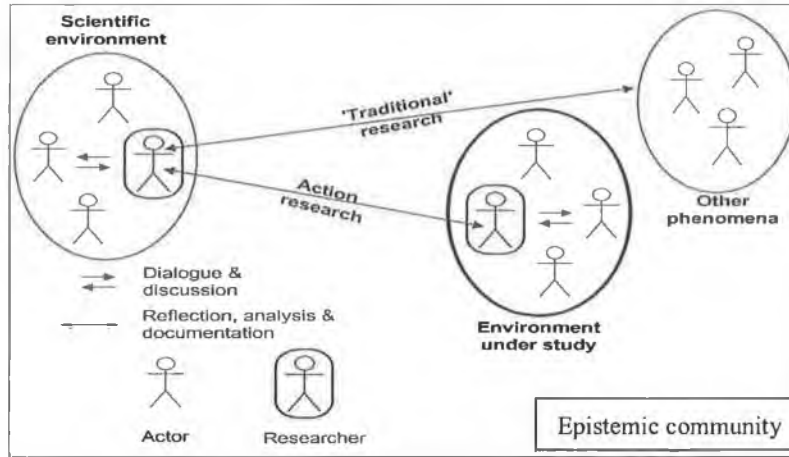 Scientific
environment
'Traditional'
research
Action
research
Other
phenomena
Dialogue &
discussion
Reflection, analysis &
documentation
Environment
under study
Actor
Researcher
Epistemic community